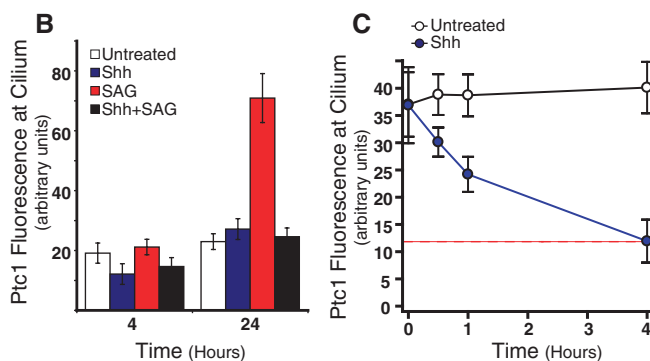 B
Ptc1 Fluorescence at Cilium
(arbitrary units)
80
60
40
20
Untreated
Shh
SAG
Shh+SAG
4 24
Time (Hours)
C
Untreated
Shh
Ptc1 Fluorescence at Cilium
(arbitrary units)
40
35
30
25
20
15
10
5
0
0 1 2 3 4
Time (Hours)